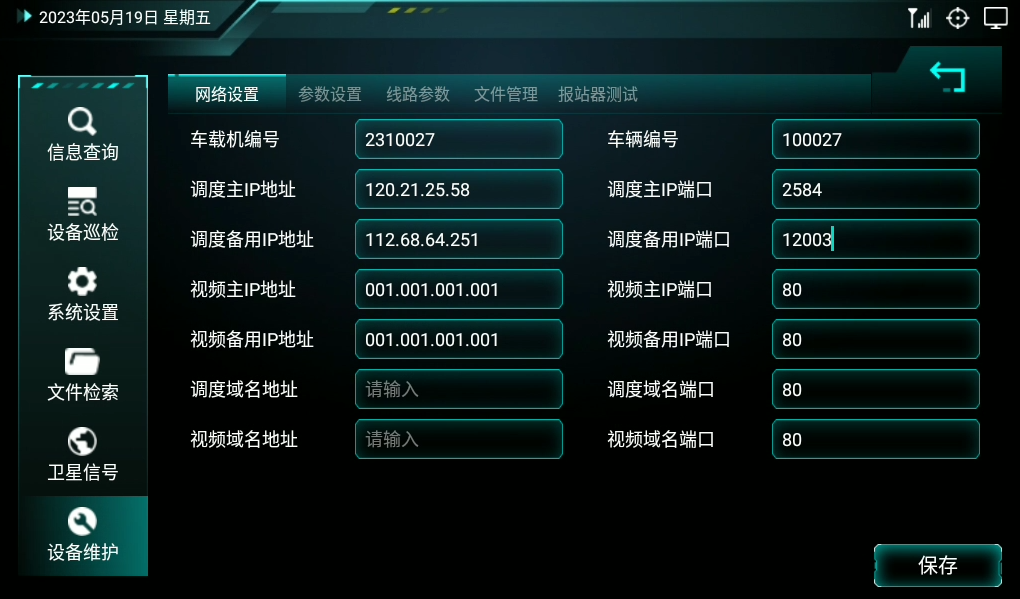 2023年05月19日 星期五
信息查询
设备巡检
系统设置
文件检索
卫星信号
设备维护
网络设置 参数设置 线路参数 文件管理 报站器测试
车载机编号 2310027 车辆编号 100027
调度主IP地址 120.21.25.58 调度主IP端口 2584
调度备用IP地址 112.68.64.251 调度备用IP端口 12003
视频主IP地址 001.001.001.001 视频主IP端口 80
视频备用IP地址 001.001.001.001 视频备用IP端口 80
调度域名地址 请输入 调度域名端口 80
视频域名地址 请输入 视频域名端口 80
保存